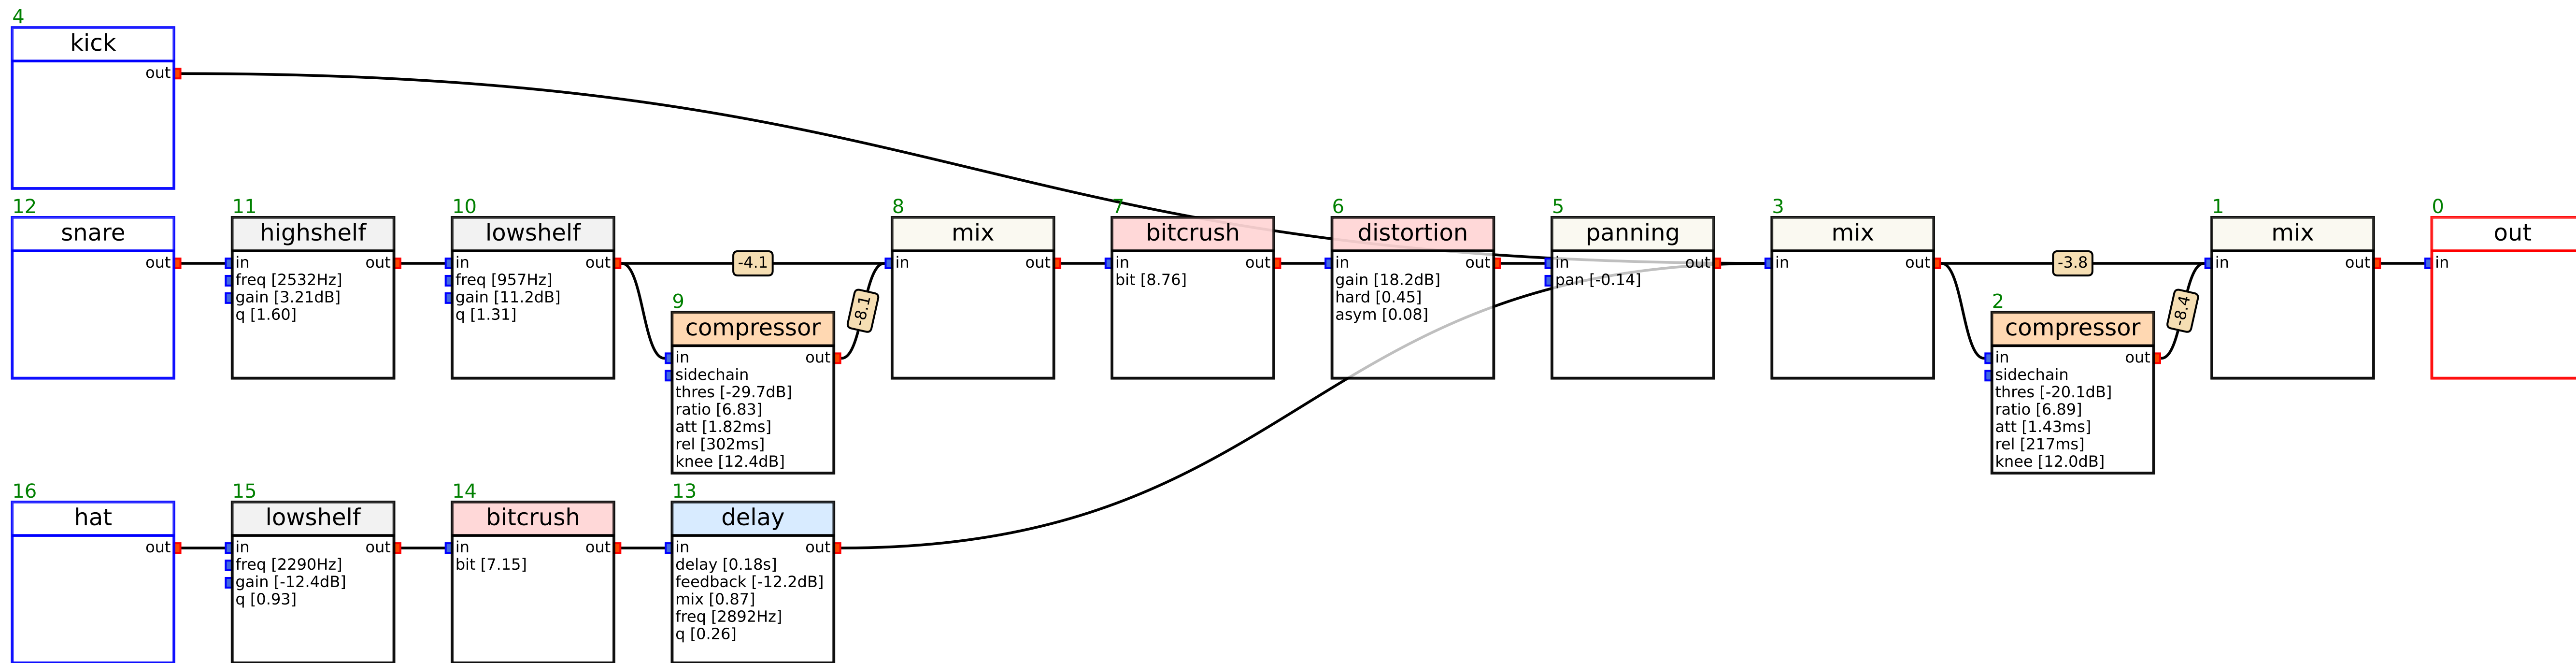 4
kick
out
12
snare
out
11
highshelf
in out
freq [2532Hz]
gain [3.21dB]
q [1.60]
10
lowshelf
in out
freq [957Hz]
gain [11.2dB]
q [1.31]
-4.1
9
compressor
in out
sidechain
thres [-29.7dB]
ratio [6.83]
att [1.82ms]
rel [302ms]
knee [12.4dB]
-8.1
8
mix
in out
7
bitcrush
in out
bit [8.76]
6
distortion
in out
gain [18.2dB]
hard [0.45]
asym [0.08]
5
panning
in out
pan [-0.14]
3
mix
in out
-3.8
2
compressor
in out
sidechain
thres [-20.1dB]
ratio [6.89]
att [1.43ms]
rel [217ms]
knee [12.0dB]
-8.4
1
mix
in out
0
out
in
16
hat
out
15
lowshelf
in out
freq [2290Hz]
gain [-12.4dB]
q [0.93]
14
bitcrush
in out
bit [7.15]
13
delay
in out
delay [0.18s]
feedback [-12.2dB]
mix [0.87]
freq [2892Hz]
q [0.26]